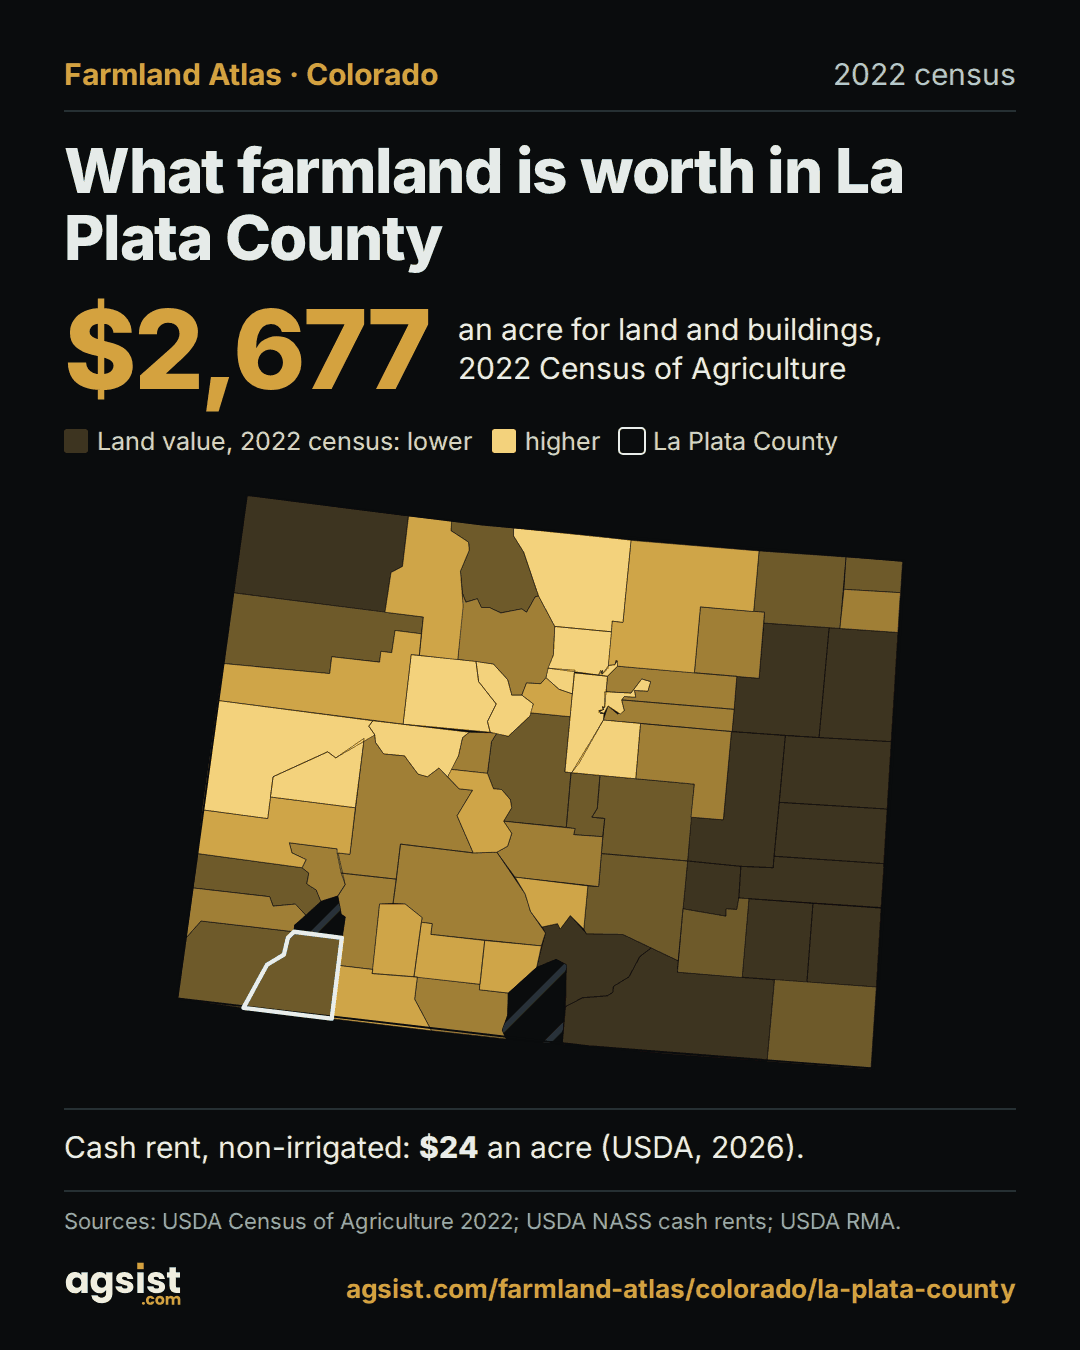 Farmland Atlas · Colorado
2022 census
What farmland is worth in La
Plata County
$2,677
an acre for land and buildings,
2022 Census of Agriculture
Land value, 2022 census: lower
higher
La Plata County
Cash rent, non-irrigated: $24 an acre (USDA, 2026).
Sources: USDA Census of Agriculture 2022; USDA NASS cash rents; USDA RMA.
agsist
.com
agsist.com/farmland-atlas/colorado/la-plata-county